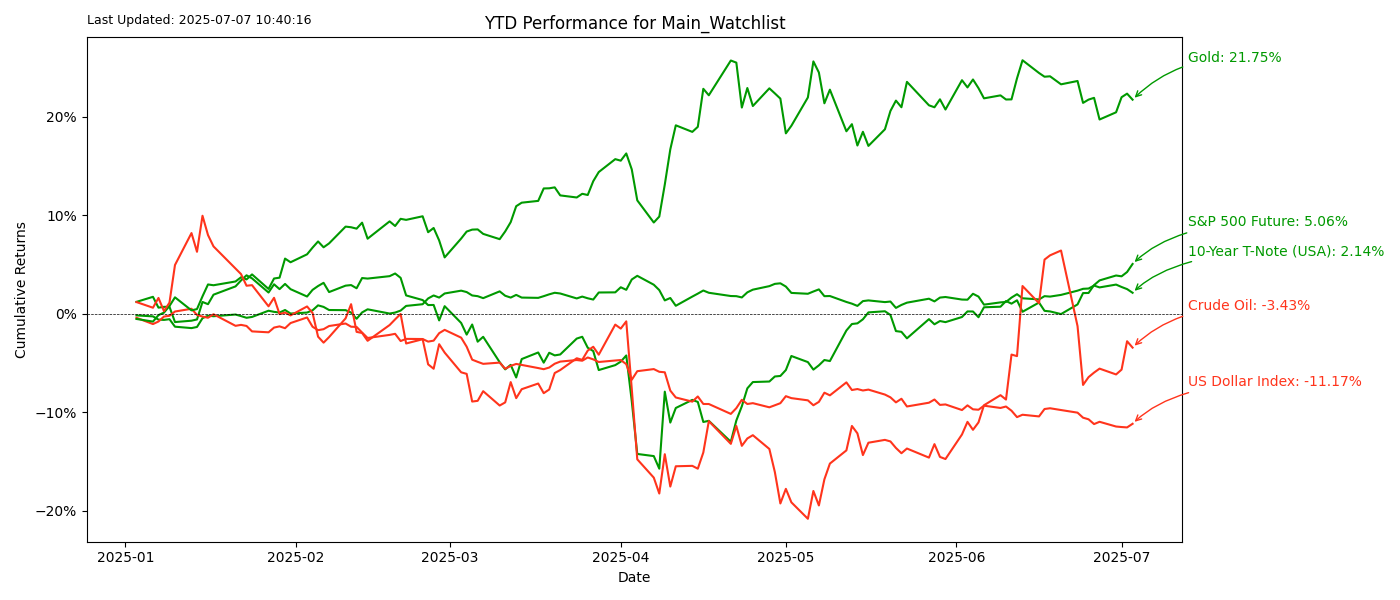 Last Updated: 2025-07-07 10:40:16
YTD Performance for Main_Watchlist
Gold: 21.75%
S&P 500 Future: 5.06%
10-Year T-Note (USA): 2.14%
Crude Oil: -3.43%
US Dollar Index: -11.17%
Cumulative Returns
20%
10%
0%
−10%
−20%
2025-01
2025-02
2025-03
2025-04
2025-05
2025-06
2025-07
Date